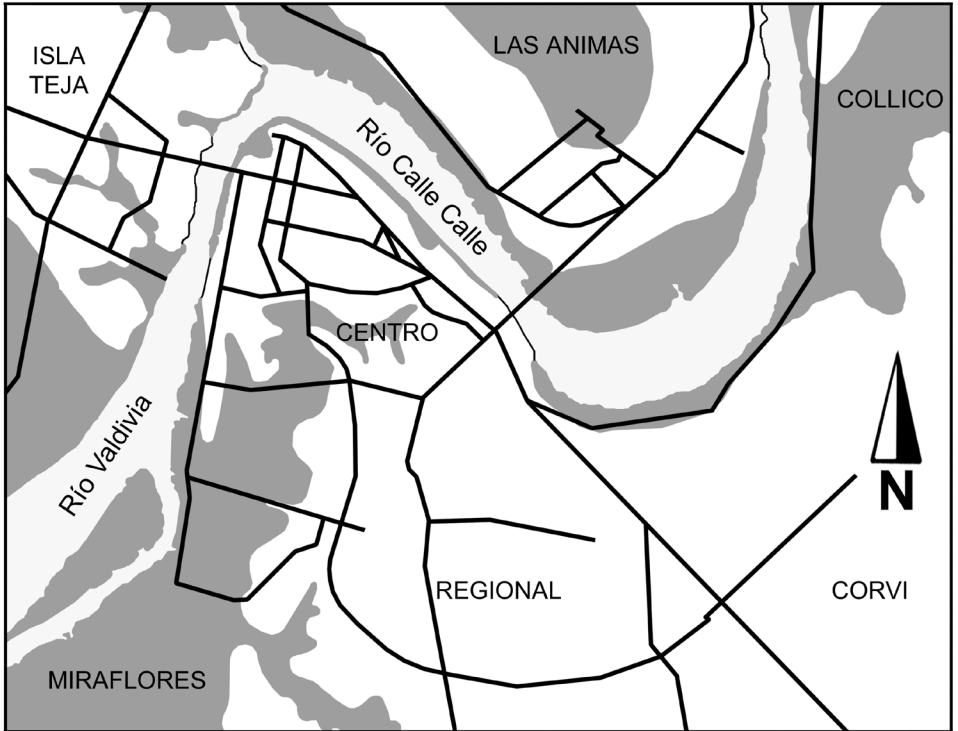 ISLA
TEJA
LAS ANIMAS
COLLICO
Río Calle Calle
CENTRO
Río Valdivia
N
REGIONAL
CORVI
MIRAFLORES